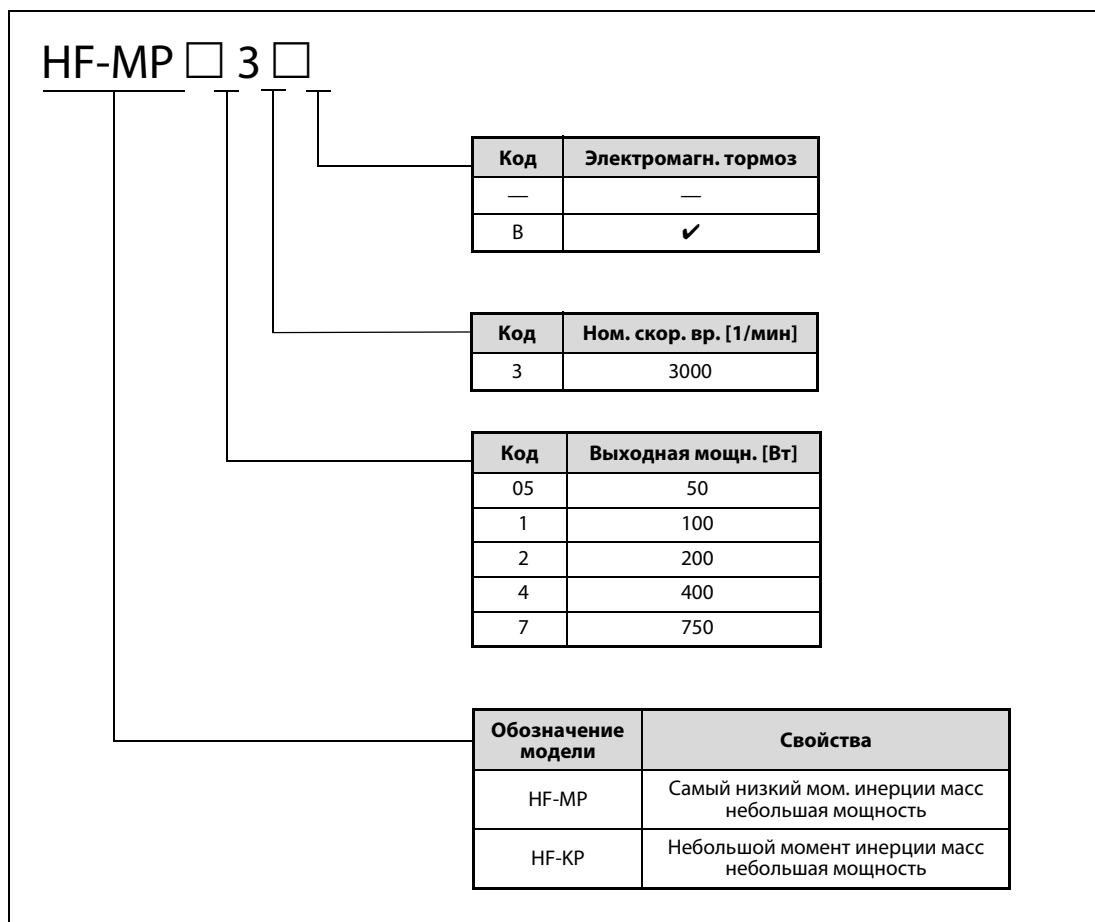 HF-MP □ 3 □
Код Электромагн. тормоз
— —
B ✔
Код Ном. скор. вр. [1/мин]
3 3000
Код Выходная мощн. [Вт]
05 50
1 100
2 200
4 400
7 750
Обозначение модели Свойства
HF-MP Самый низкий мом. инерции масс
небольшая мощность
HF-KP Небольшой момент инерции масс
небольшая мощность